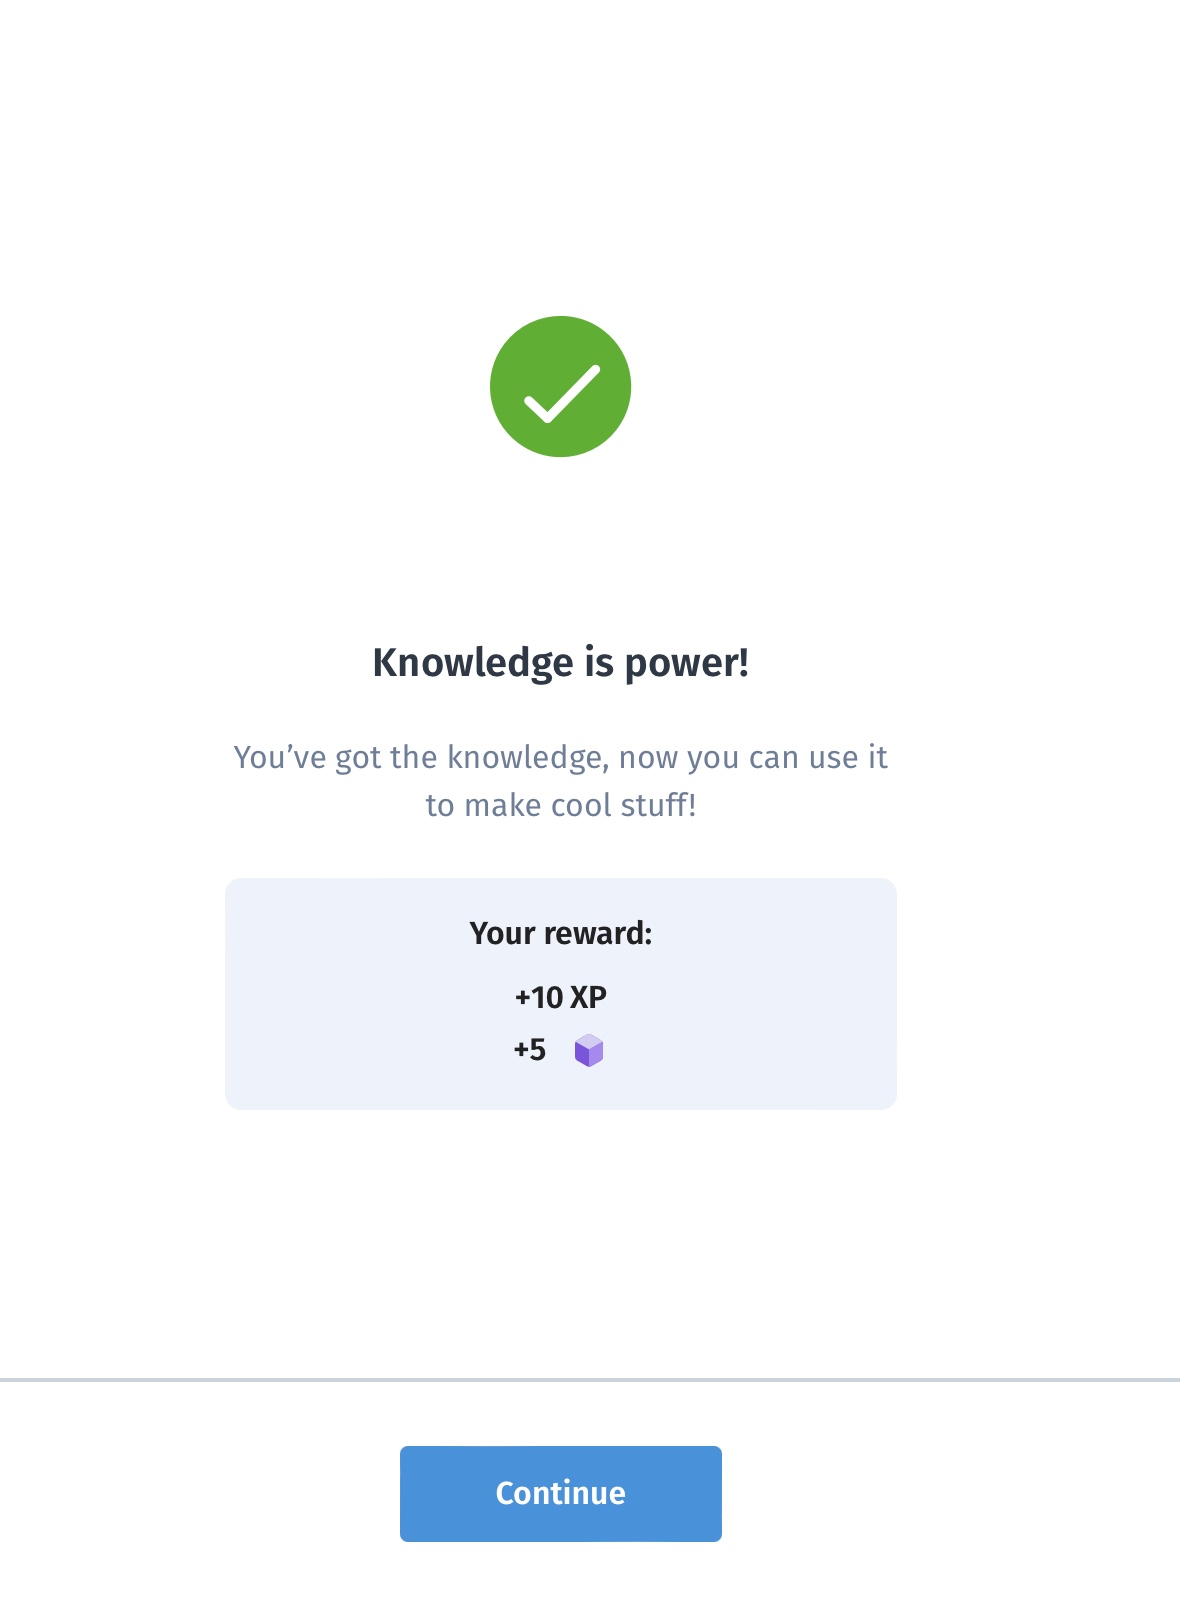 Knowledge is power!
You’ve got the knowledge, now you can use it
to make cool stuff!
Your reward:
+10 XP
+5
Continue